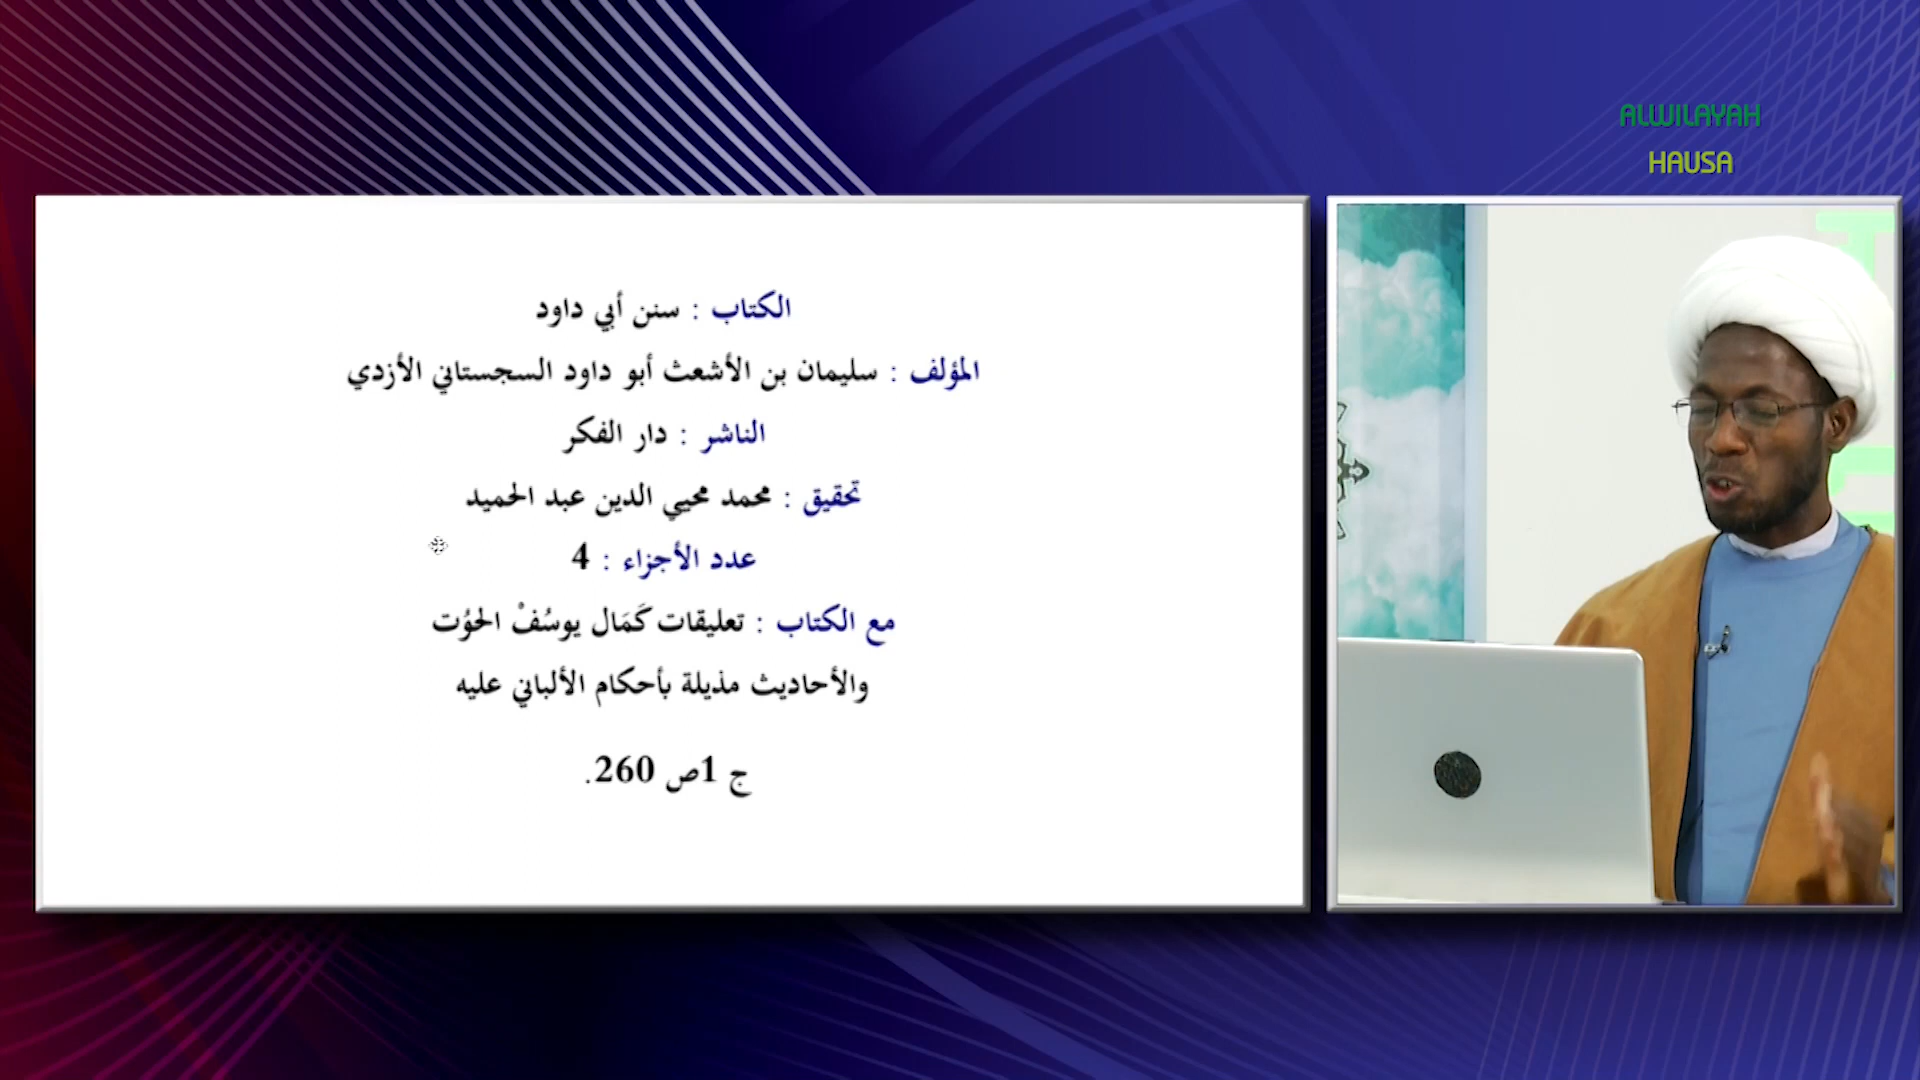 ALWILAYAH
HAUSA
الكتاب : سنن أبي داود
المؤلف : سليمان بن الأشعث أبو داود السجستاني الأزدي
الناشر : دار الفكر
تحقيق : محمد محيي الدين عبد الحميد
عدد الأجزاء : 4
مع الكتاب : تعليقات كَمَال يوسُفْ الحوُت
والأحاديث مذيلة بأحكام الألباني عليه
ج 1ص 260.